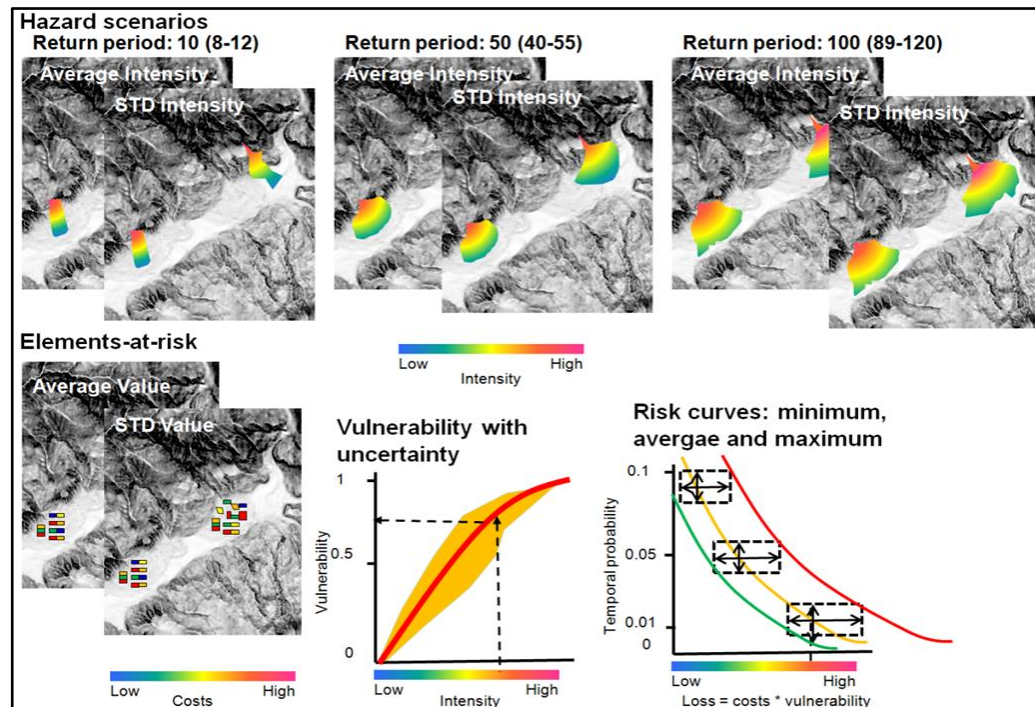 Hazard scenarios
Return period: 10 (8-12)
Return period: 50 (40-55)
Return period: 100 (89-120)
Average Intensity
STD Intensity
Average Intensity
STD Intensity
Average Intensity
STD Intensity
Low
High
Intensity
Elements-at-risk
Average Value
STD Value
Low
High
Costs
Vulnerability with
uncertainty
1
0.5
0
Vulnerability
Low
High
Intensity
Risk curves: minimum,
avergae and maximum
0.1
0.05
0.01
0
Temporal probability
Low
High
Loss = costs * vulnerability